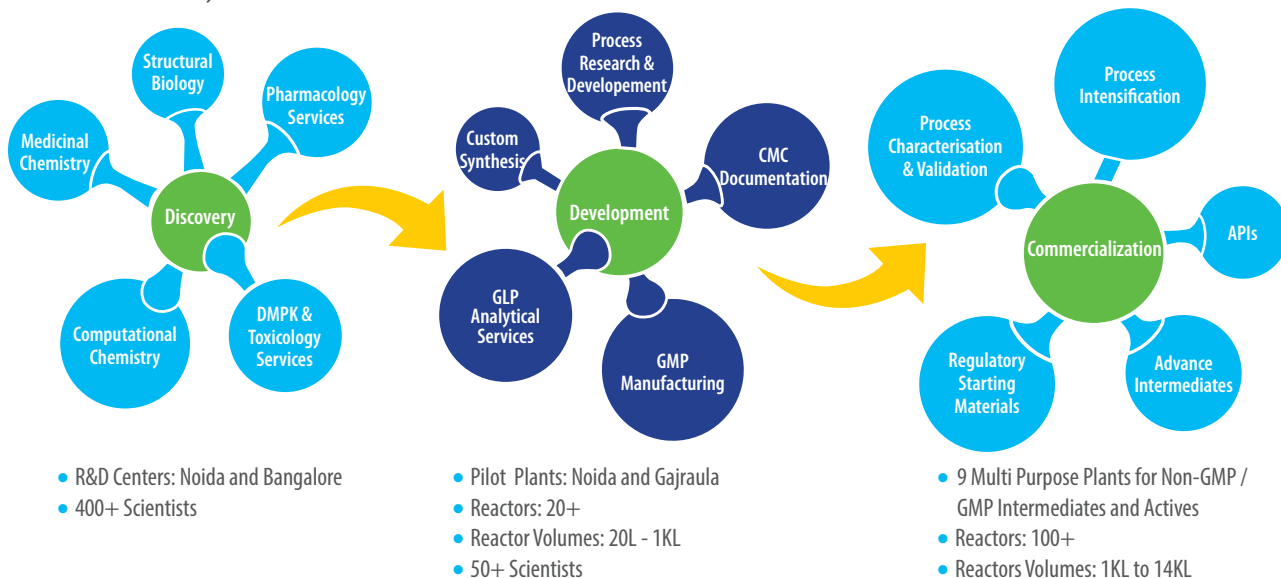 Structural
Biology
Pharmacology
Services
Medicinal
Chemistry
Discovery
Computational
Chemistry
DMPK &
Toxicology
Services
Process
Research &
Developement
Custom
Synthesis
CMC
Documentation
Development
GLP
Analytical
Services
GMP
Manufacturing
Process
Intensification
Process
Characterisation
& Validation
APIs
Commercialization
Regulatory
Starting
Materials
Advance
Intermediates
• R&D Centers: Noida and Bangalore
• 400+ Scientists
• Pilot Plants: Noida and Gajraula
• Reactors: 20+
• Reactor Volumes: 20L - 1KL
• 50+ Scientists
• 9 Multi Purpose Plants for Non-GMP /
GMP Intermediates and Actives
• Reactors: 100+
• Reactors Volumes: 1KL to 14KL